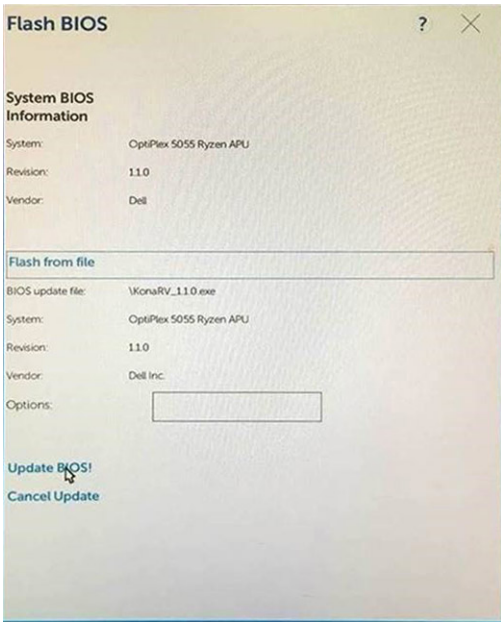 Flash BIOS ?
System BIOS
Information
System: OptiPlex 5055 Ryzen APU
Revision: 1.1.0
Vendor: Dell
Flash from file
BIOS update file: \KonaRV_1.1.0.exe
System: OptiPlex 5055 Ryzen APU
Revision: 1.1.0
Vendor: Dell Inc.
Options:
Update BIOS!
Cancel Update